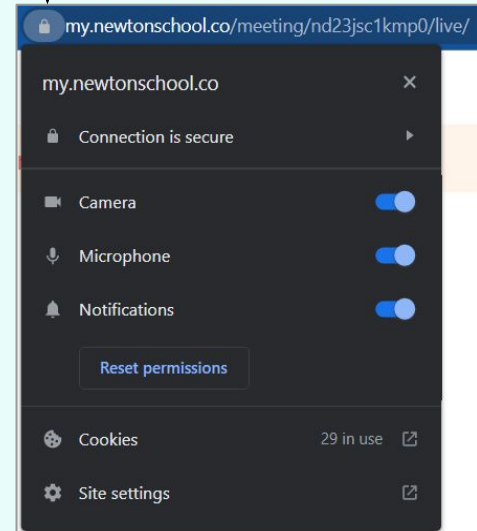 my.newtonschool.co/meeting/nd23jsc1kmp0/live/
my.newtonschool.co
Connection is secure
Camera
Microphone
Notifications
Reset permissions
Cookies 29 in use
Site settings